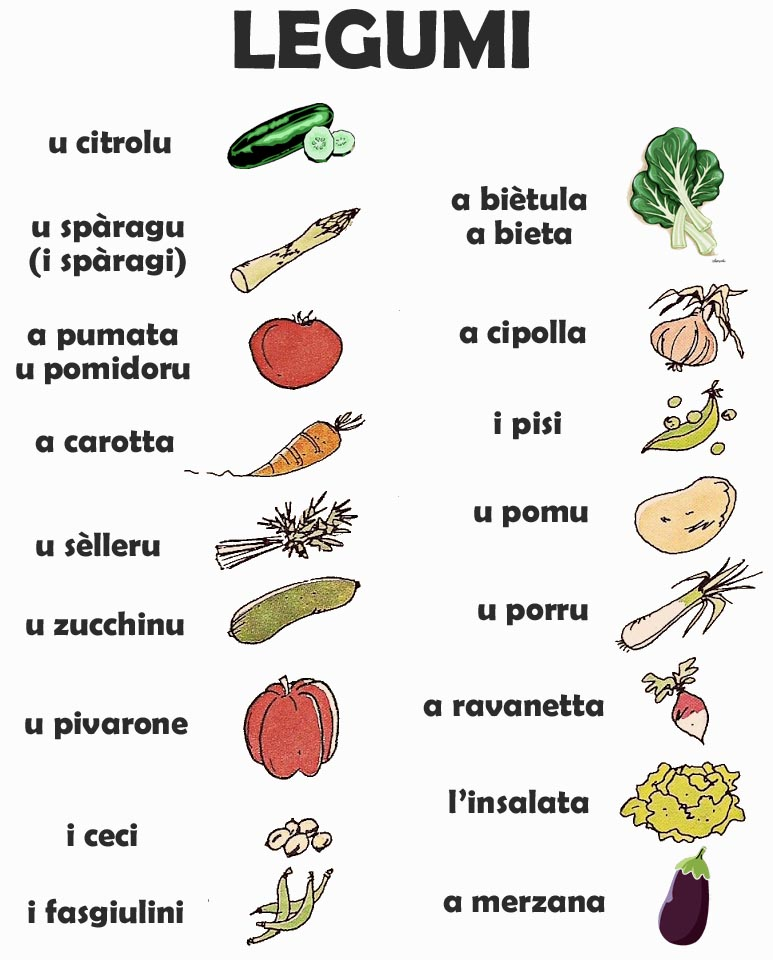 LEGUMI
u citrolu
u spàragu
(i spàragi)
a pumata
u pomidoru
a carotta
u sèlleru
u zucchinu
u pivarone
i ceci
i fasgiulini
a biètula
a bieta
a cipolla
i pisi
u pomu
u porru
a ravanetta
l'insalata
a merzana